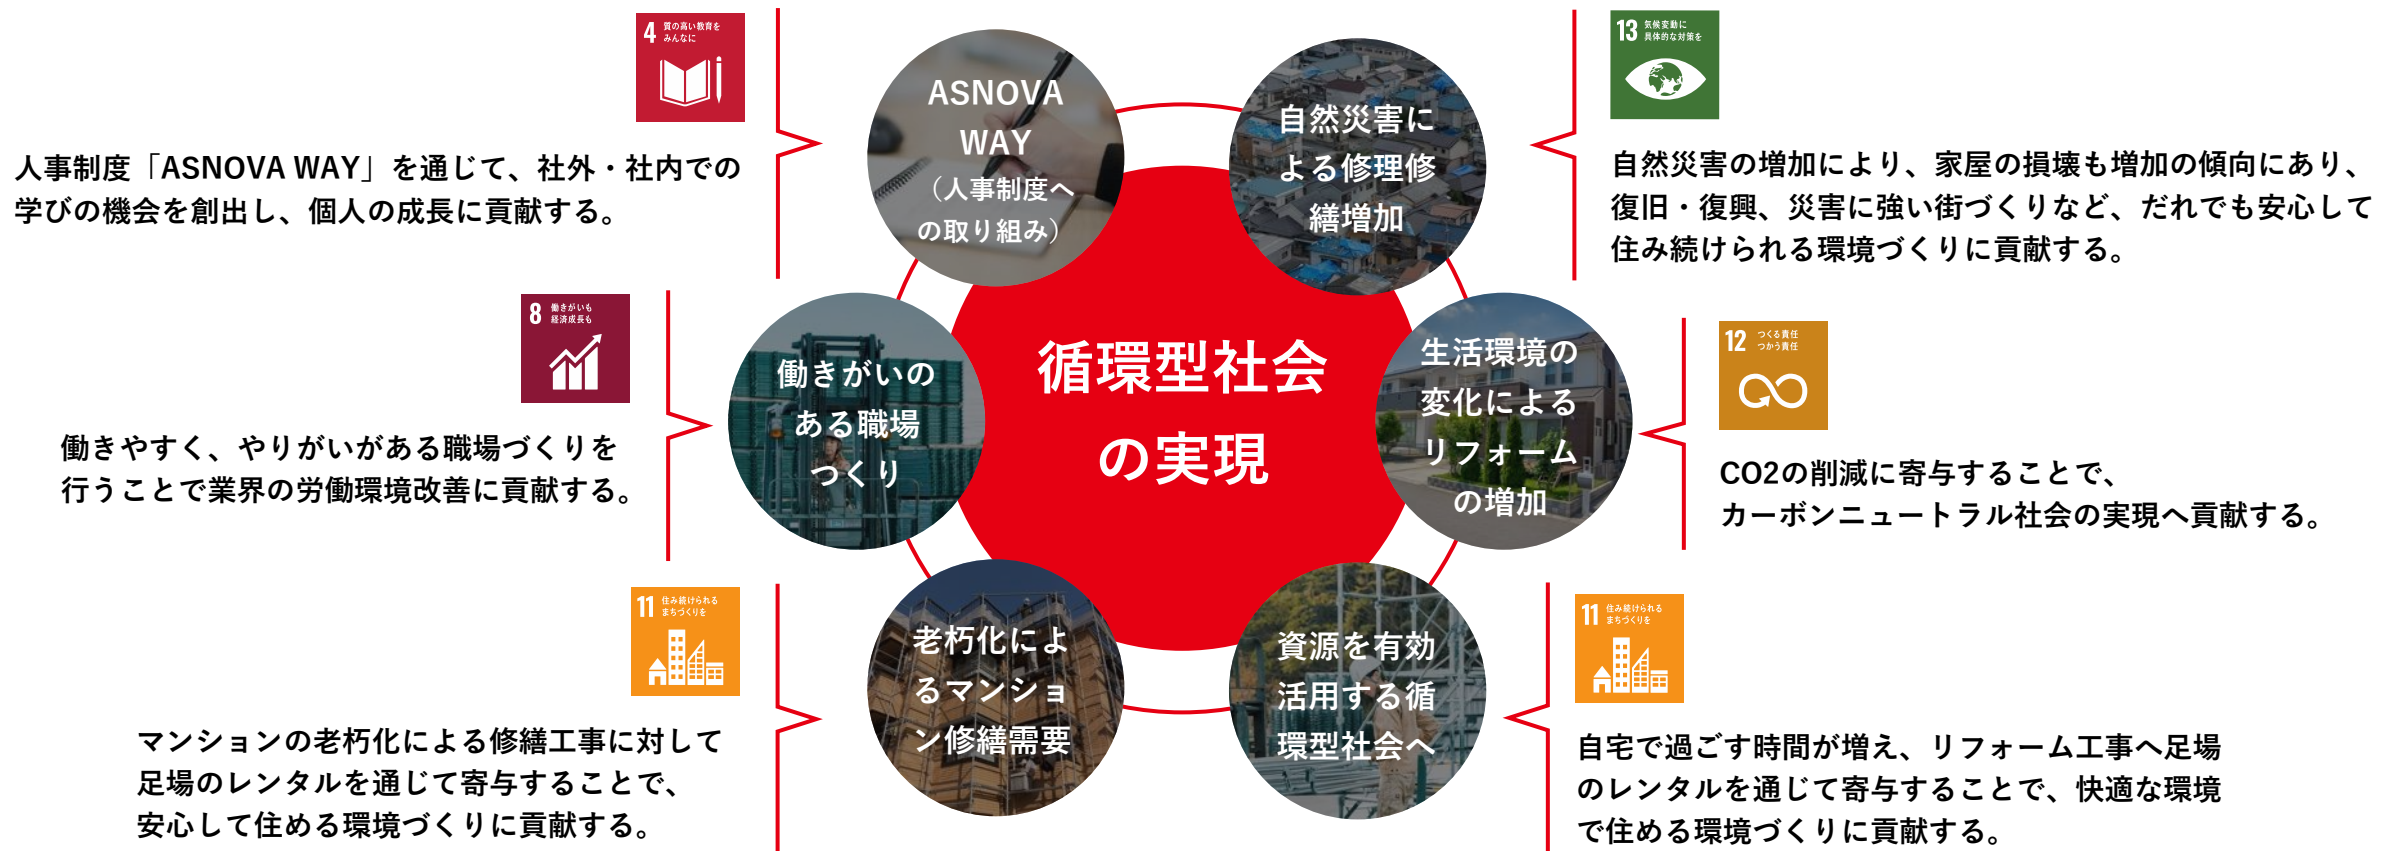 4 質の高い教育を
みんなに
人事制度「ASNOVA WAY」を通じて、社外・社内での
学びの機会を創出し、個人の成長に貢献する。
8 働きがいも
経済成長も
働きやすく、やりがいがある職場づくりを
行うことで業界の労働環境改善に貢献する。
11 住み続けられる
まちづくりを
マンションの老朽化による修繕工事に対して
足場のレンタルを通じて寄与することで、
安心して住める環境づくりに貢献する。
ASNOVA
WAY
（人事制度へ
の取り組み）
働きがいの
ある職場
つくり
老朽化によ
るマンショ
ン修繕需要
循環型社会
の実現
自然災害に
よる修理修
繕増加
生活環境の
変化による
リフォーム
の増加
資源を有効
活用する循
環型社会へ
13 気候変動に
具体的な対策を
自然災害の増加により、家屋の損壊も増加の傾向にあり、
復旧・復興、災害に強い街づくりなど、だれでも安心して
住み続けられる環境づくりに貢献する。
12 つくる責任
つかう責任
CO2の削減に寄与することで、
カーボンニュートラル社会の実現へ貢献する。
11 住み続けられる
まちづくりを
自宅で過ごす時間が増え、リフォーム工事へ足場
のレンタルを通じて寄与することで、快適な環境
で住める環境づくりに貢献する。